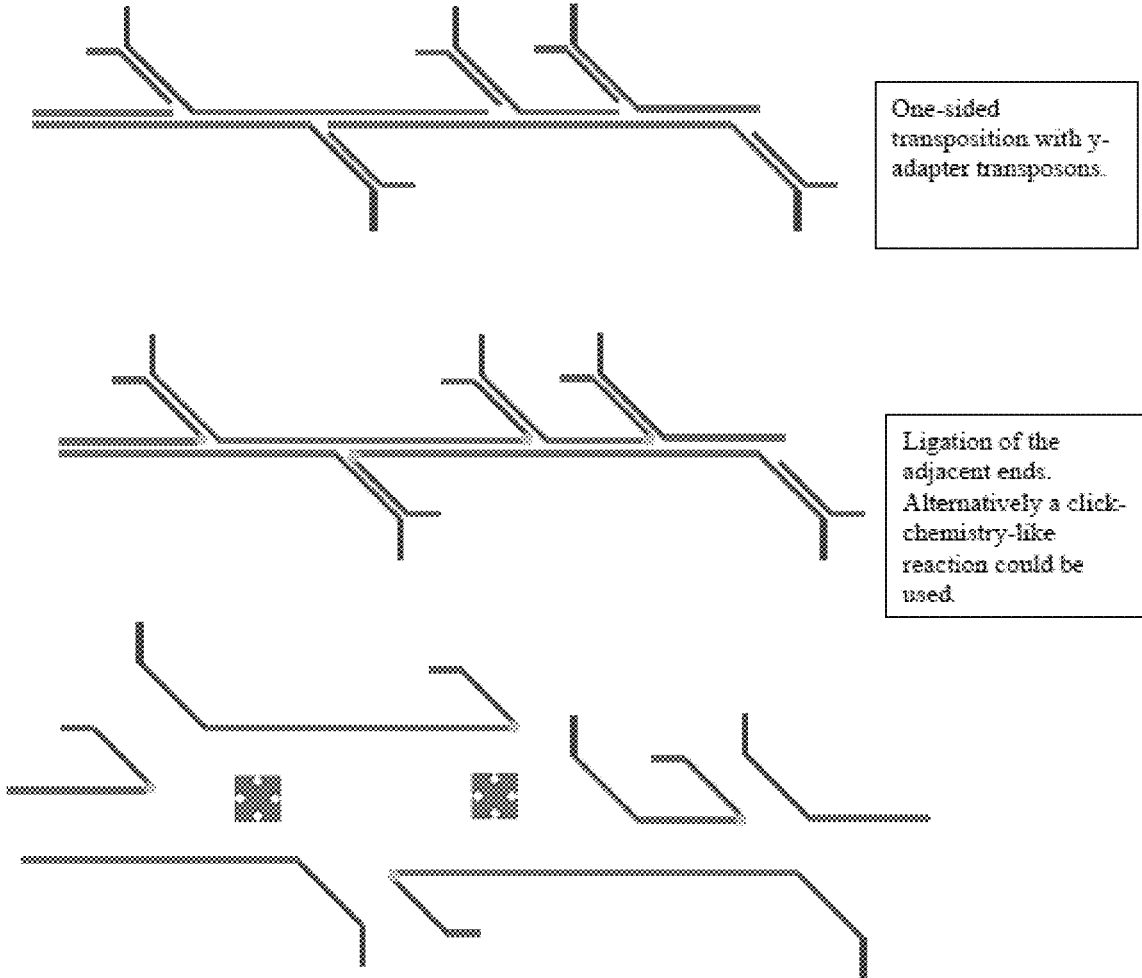 One-sided
transposition with y-
adapter transposons.
Ligation of the
adjacent ends.
Alternatively a click-
chemistry-like
reaction could be
used.